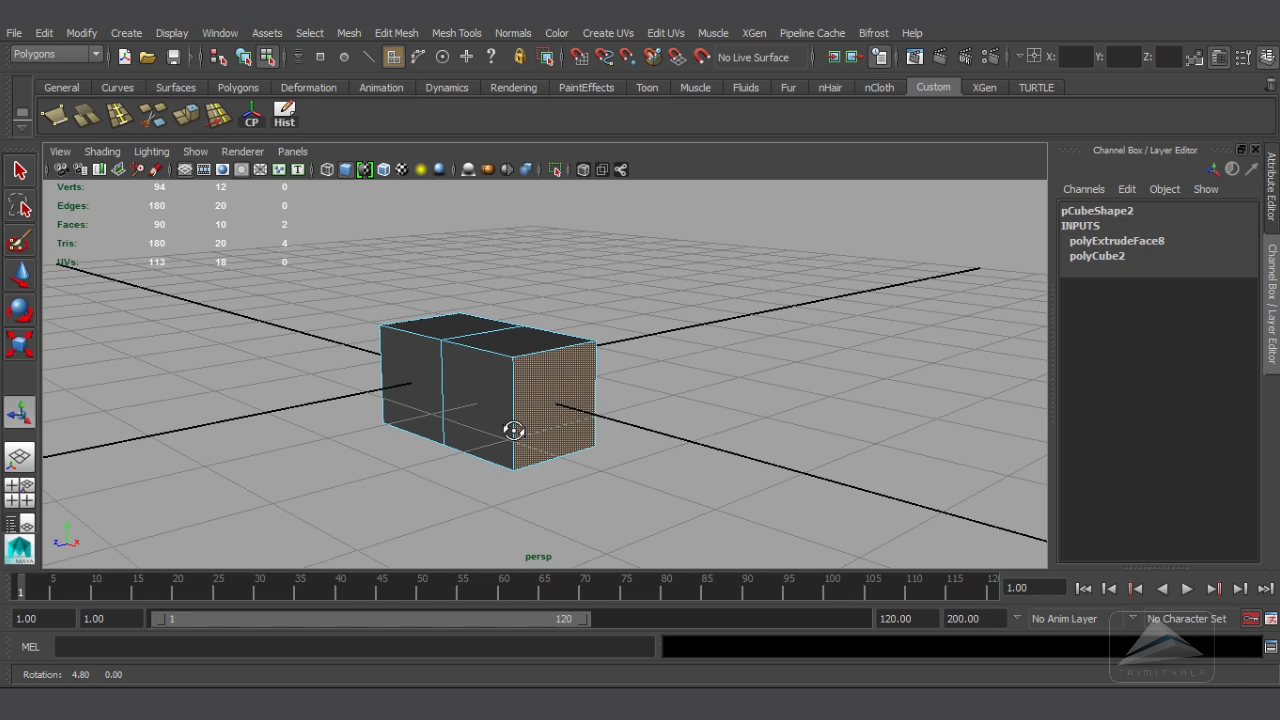 File Edit Modify Create Display Window Assets Select Mesh Edit Mesh Mesh Tools Normals Color Create UVs Edit UVs Muscle XGen Pipeline Cache Bifrost Help
Polygons No Live Surface X: Y: Z:
General Curves Surfaces Polygons Deformation Animation Dynamics Rendering PaintEffects Toon Muscle Fluids Fur nHair nCloth Custom XGen TURTLE
CP Hist
View Shading Lighting Show Renderer Panels
Channel Box / Layer Editor
Channels Edit Object Show
Attribute Editor
Channel Box / Layer Editor
Verts: 94 12 0
Edges: 180 20 0
Faces: 90 10 2
Tris: 180 20 4
UVs: 113 18 0
pCubeShape2
INPUTS
polyExtrudeFace8
polyCube2
y
z x
MAYA
persp
1 5 10 15 20 25 30 35 40 45 50 55 60 65 70 75 80 85 90 95 100 105 110 115 12
1.00
1.00 1.00 1 120 120.00 200.00 No Anim Layer No Character Set
MEL
TRIMITHALP
Rotation: 4.80 0.00